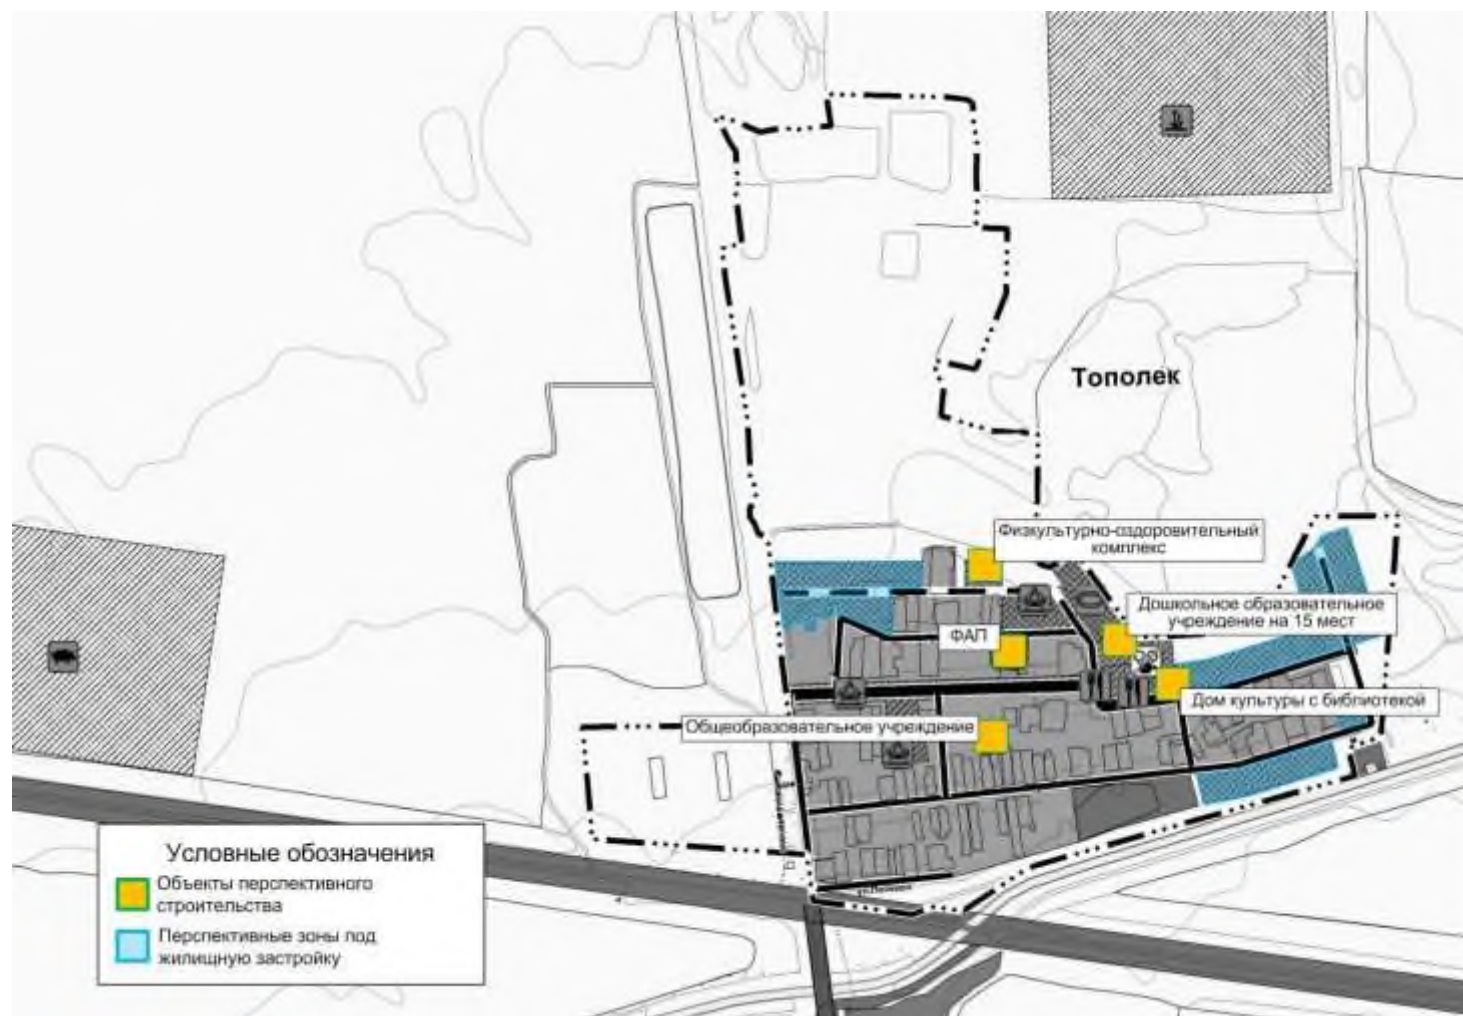 Тополек
Физкультурно-оздоровительный
комплекс
Дошкольное образовательное
учреждение на 15 мест
ФАП
Дом культуры с библиотекой
Общеобразовательное учреждение
Условные обозначения
Объекты перспективного
строительства
Перспективные зоны под
жилищную застройку